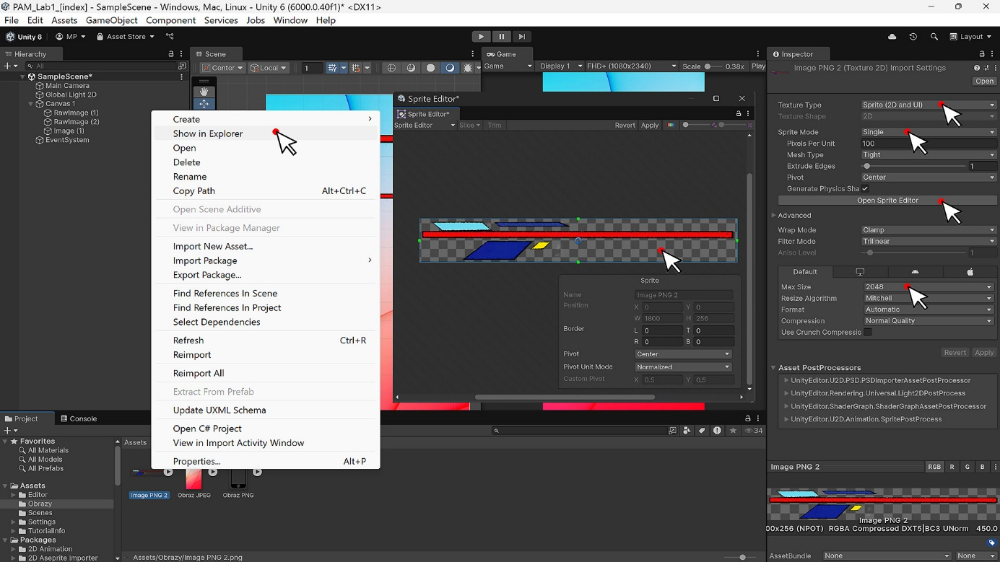 PAM_Lab1_[index] - SampleScene - Windows, Mac, Linux - Unity 6 (6000.0.40f1)* <DX11>
File Edit Assets GameObject Component Services Jobs Window Help
Unity 6 MP Asset Store Layout
Hierarchy
All
SampleScene*
Main Camera
Global Light 2D
Canvas 1
RawImage (1)
RawImage (2)
Image (1)
EventSystem
Scene
Center Local 1
Game
Game Display 1 FHD+ (1080x2340) Scale 0.38x Play
Create
Show in Explorer
Open
Delete
Rename
Copy Path Alt+Ctrl+C
Open Scene Additive
View in Package Manager
Import New Asset...
Import Package
Export Package...
Find References In Scene
Find References In Project
Select Dependencies
Refresh Ctrl+R
Reimport
Reimport All
Extract From Prefab
Update UXML Schema
Open C# Project
View in Import Activity Window
Properties... Alt+P
Sprite Editor*
Sprite Editor*
Sprite Editor Slice Trim Revert Apply
Sprite
Name Image PNG 2
Position X 0 Y 0
W 1800 H 256
Border L 0 T 0
R 0 B 0
Pivot Center
Pivot Unit Mode Normalized
Custom Pivot X 0.5 Y 0.5
Inspector
Image PNG 2 (Texture 2D) Import Settings
Open
Texture Type Sprite (2D and UI)
Texture Shape 2D
Sprite Mode Single
Pixels Per Unit 100
Mesh Type Tight
Extrude Edges 1
Pivot Center
Generate Physics Sha
Open Sprite Editor
Advanced
Wrap Mode Clamp
Filter Mode Trilinear
Aniso Level 1
Default
Max Size 2048
Resize Algorithm Mitchell
Format Automatic
Compression Normal Quality
Use Crunch Compressio
Revert Apply
Asset PostProcessors
UnityEditor.U2D.PSD.PSDImporterAssetPostProcessor
UnityEditor.Rendering.Universal.Light2DPostProcess
UnityEditor.ShaderGraph.ShaderGraphAssetPostProcessor
UnityEditor.U2D.Animation.SpritePostProcess
Image PNG 2 RGB R G B
Image PNG 2
00x256 (NPOT) RGBA Compressed DXT5|BC3 UNorm 450.0
AssetBundle None None
Project Console
34
Favorites
All Materials
All Models
All Prefabs
Assets
Editor
Obrazy
Scenes
Settings
TutorialInfo
Packages
2D Animation
2D Aseprite Importer
Assets
Image PNG 2 Obraz JPEG Obraz PNG
Assets/Obrazy/Image PNG 2.png